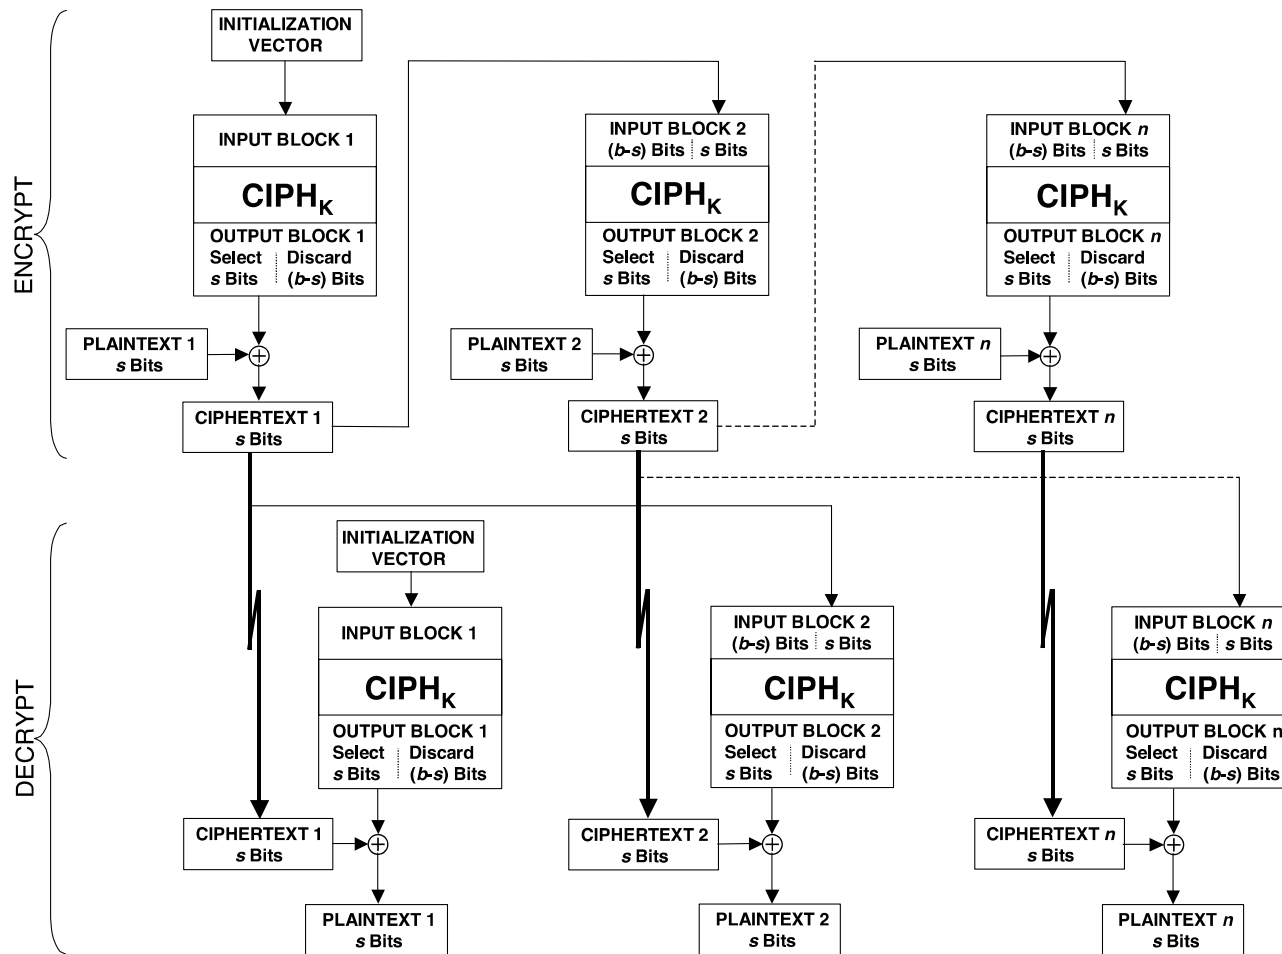 ENCRYPT
INITIALIZATION
VECTOR
INPUT BLOCK 1
CIPHK
OUTPUT BLOCK 1
Select Discard
s Bits (b-s) Bits
PLAINTEXT 1
s Bits
CIPHERTEXT 1
s Bits
INPUT BLOCK 2
(b-s) Bits s Bits
CIPHK
OUTPUT BLOCK 2
Select Discard
s Bits (b-s) Bits
PLAINTEXT 2
s Bits
CIPHERTEXT 2
s Bits
INPUT BLOCK n
(b-s) Bits s Bits
CIPHK
OUTPUT BLOCK n
Select Discard
s Bits (b-s) Bits
PLAINTEXT n
s Bits
CIPHERTEXT n
s Bits
DECRYPT
INITIALIZATION
VECTOR
INPUT BLOCK 1
CIPHK
OUTPUT BLOCK 1
Select Discard
s Bits (b-s) Bits
CIPHERTEXT 1
s Bits
PLAINTEXT 1
s Bits
INPUT BLOCK 2
(b-s) Bits s Bits
CIPHK
OUTPUT BLOCK 2
Select Discard
s Bits (b-s) Bits
CIPHERTEXT 2
s Bits
PLAINTEXT 2
s Bits
INPUT BLOCK n
(b-s) Bits s Bits
CIPHK
OUTPUT BLOCK n
Select Discard
s Bits (b-s) Bits
CIPHERTEXT n
s Bits
PLAINTEXT n
s Bits